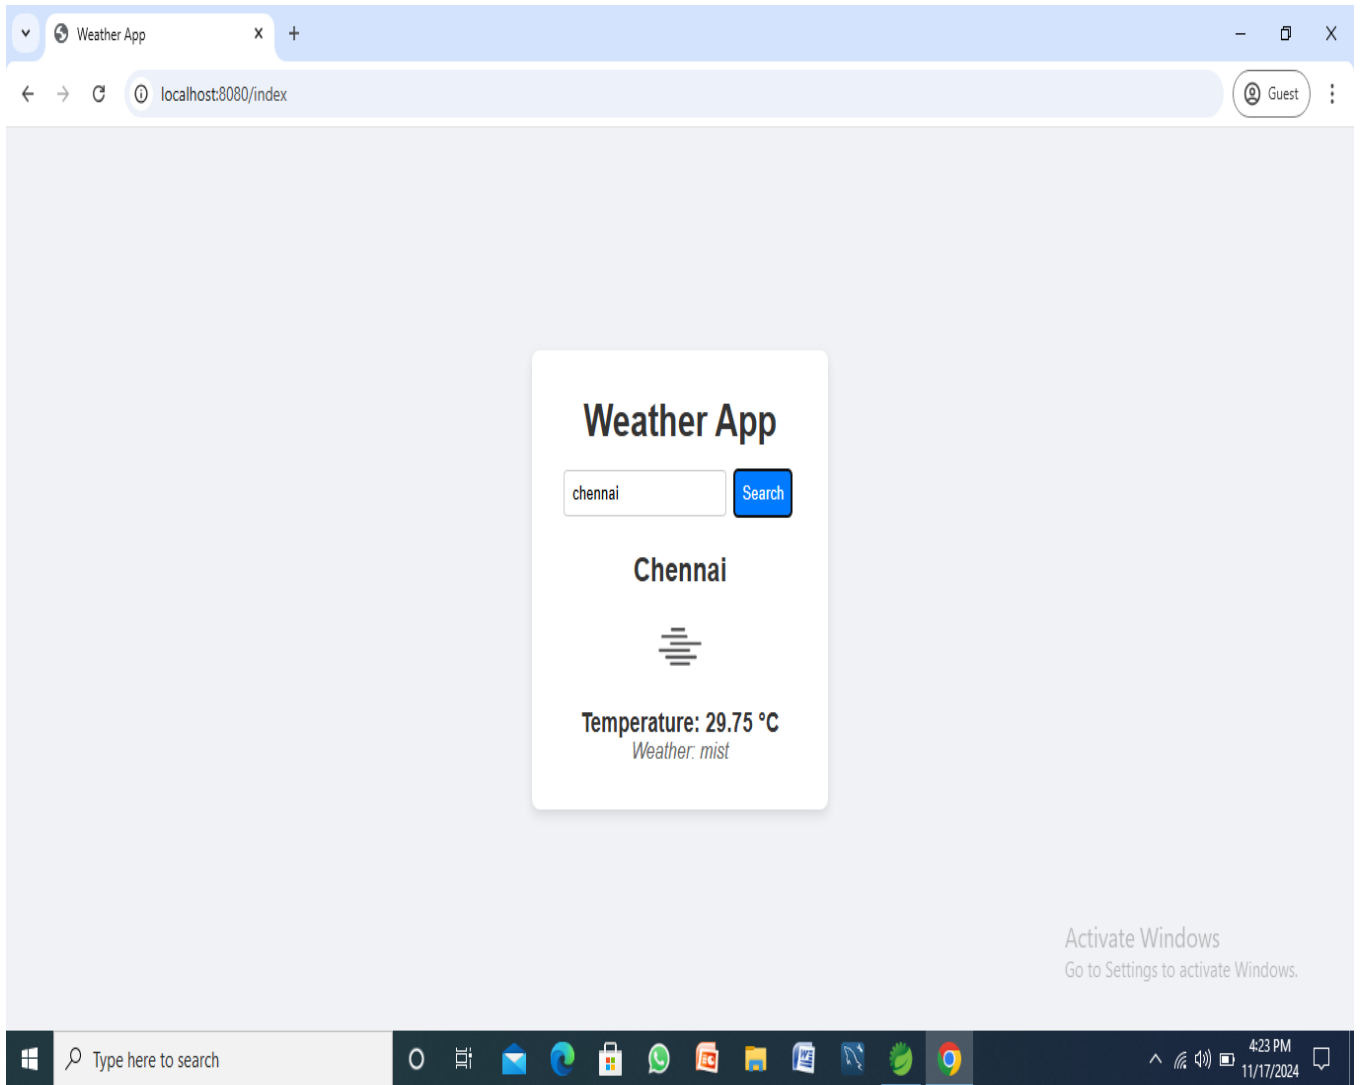 Weather App
localhost:8080/index
Guest
Weather App
chennai
Search
Chennai
Temperature: 29.75 °C
Weather: mist
Activate Windows
Go to Settings to activate Windows.
Type here to search
4:23 PM
11/17/2024